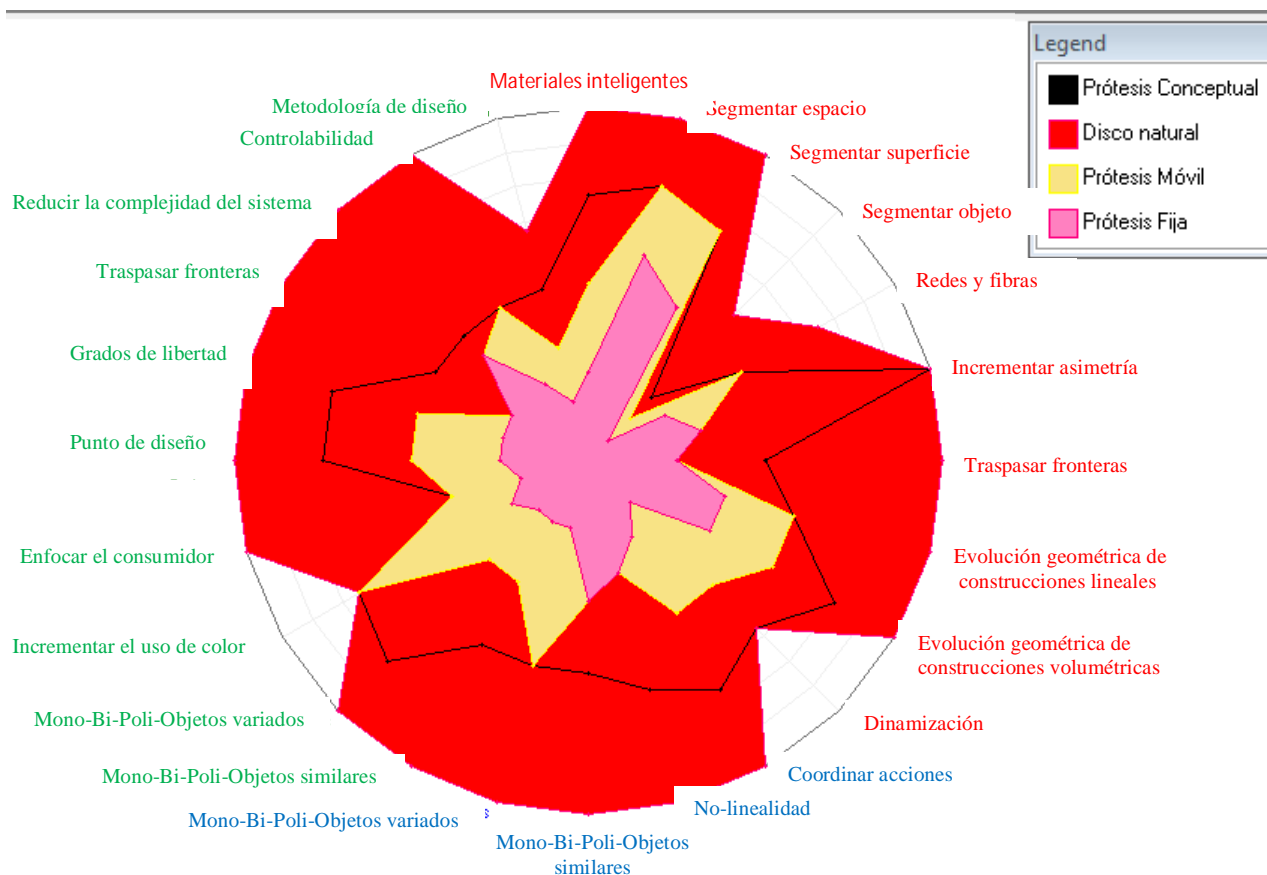 Legend
Prótesis Conceptual
Disco natural
Prótesis Móvil
Prótesis Fija
Materiales inteligentes
Segmentar espacio
Segmentar superficie
Segmentar objeto
Redes y fibras
Incrementar asimetría
Traspasar fronteras
Evolución geométrica de
construcciones lineales
Evolución geométrica de
construcciones volumétricas
Dinamización
Coordinar acciones
No-linealidad
Mono-Bi-Poli-Objetos
similares
Mono-Bi-Poli-Objetos variados
Mono-Bi-Poli-Objetos similares
Mono-Bi-Poli-Objetos variados
Incrementar el uso de color
Enfocar el consumidor
Punto de diseño
Grados de libertad
Traspasar fronteras
Reducir la complejidad del sistema
Controlabilidad
Metodología de diseño